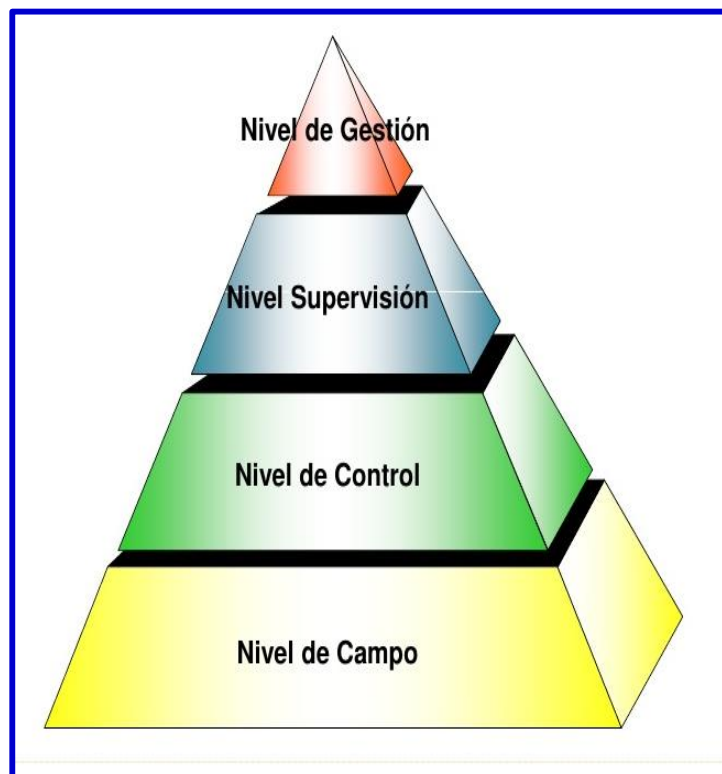 Nivel de Gestión
Nivel Supervisión
Nivel de Control
Nivel de Campo